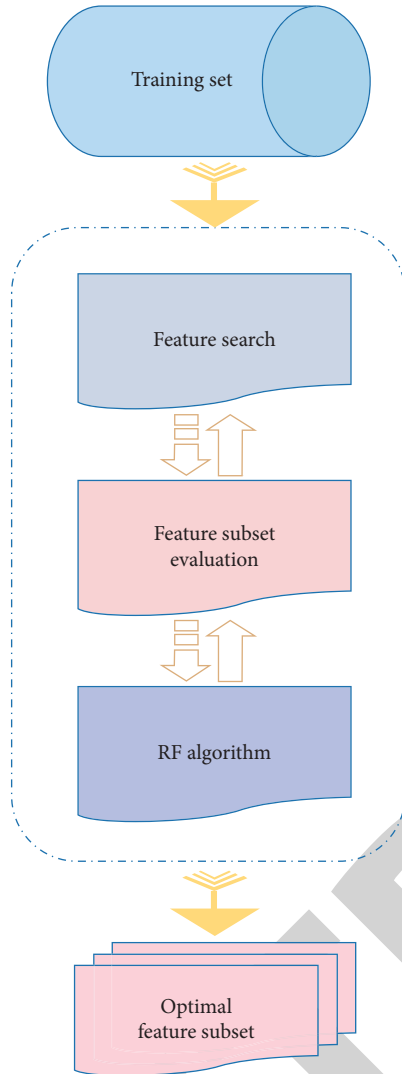 Training set
Feature search
Feature subset
evaluation
RF algorithm
Optimal
feature subset